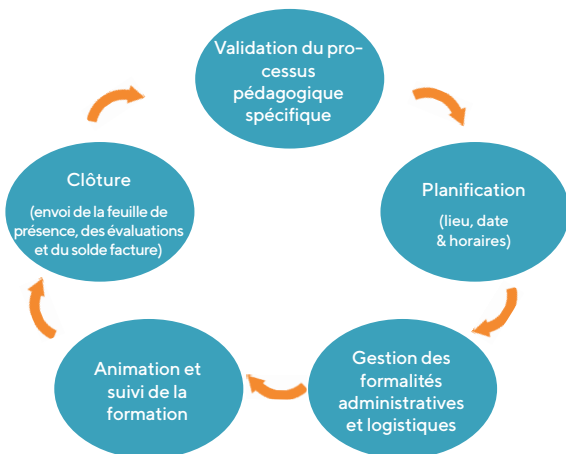 Validation du pro-
cessus
pédagogique
spécifique
Planification
(lieu, date
& horaires)
Gestion des
formalités
administratives
et logistiques
Animation et
suivi de la
formation
Clôture
(envoi de la feuille de
présence, des évaluations
et du solde facture)